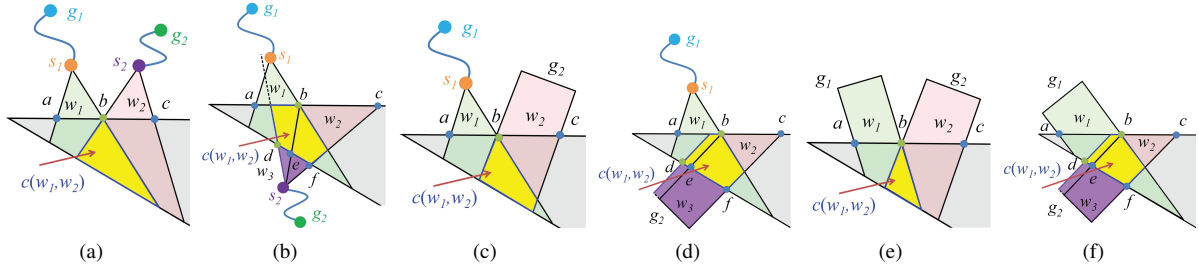 g₁
g₂
s₁
s₂
a
w₁
b
w₂
c
c(w₁,w₂)
(a)
g₁
s₁
a
w₁
b
c
w₂
c(w₁,w₂)
d
e
f
w₃
s₂
g₂
(b)
g₁
s₁
g₂
a
w₁
b
w₂
c
c(w₁,w₂)
(c)
g₁
s₁
a
w₁
b
c
w₂
c(w₁,w₂)
d
e
f
w₃
g₂
(d)
g₁
g₂
w₁
w₂
a
b
c
c(w₁,w₂)
(e)
g₁
w₁
a
b
c
w₂
c(w₁,w₂)
d
e
f
w₃
g₂
(f)